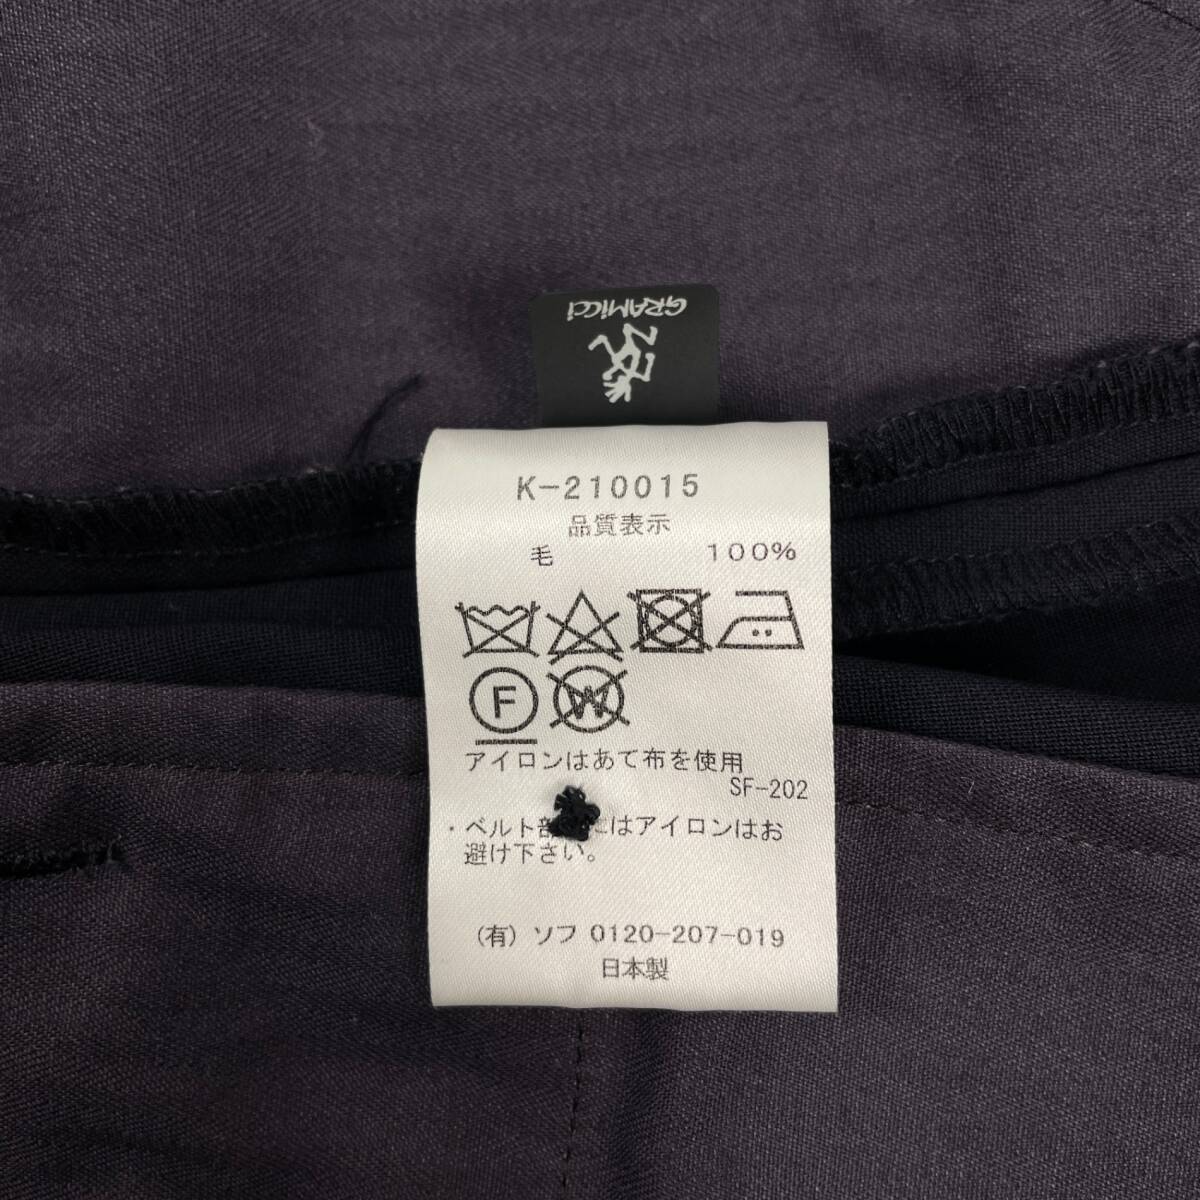 GRAMiCCi
K-210015
品質表示
毛 100%
F W
アイロンはあて布を使用
SF-202
・ベルト部 にはアイロンはお
避け下さい。
(有) ソフ 0120-207-019
日本製